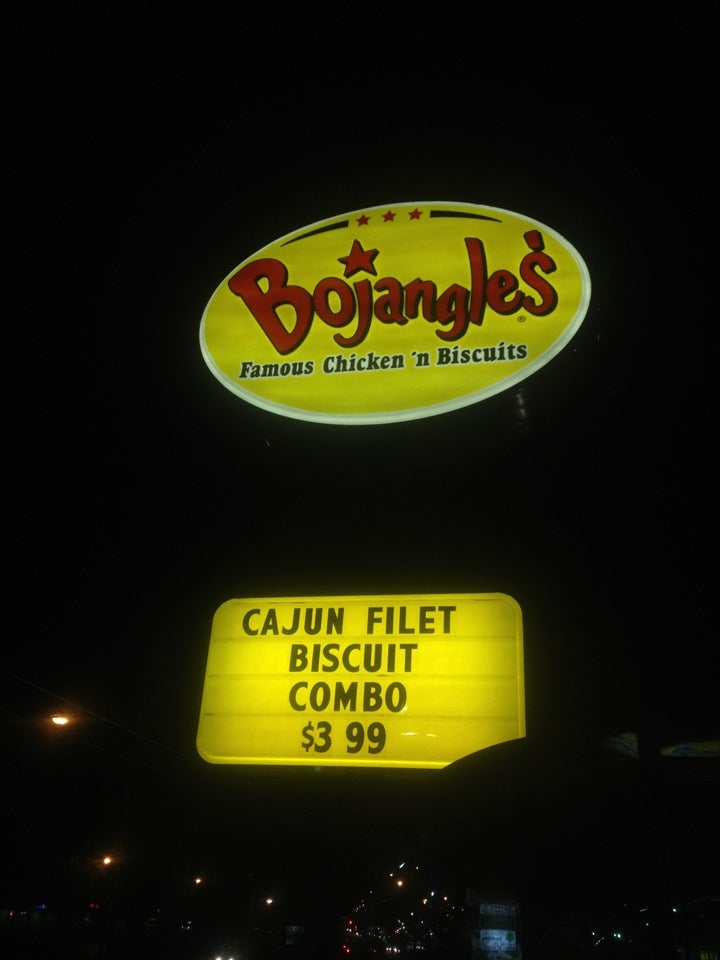 Bojangles'
®
Famous Chicken 'n Biscuits
CAJUN FILET
BISCUIT
COMBO
$3 99